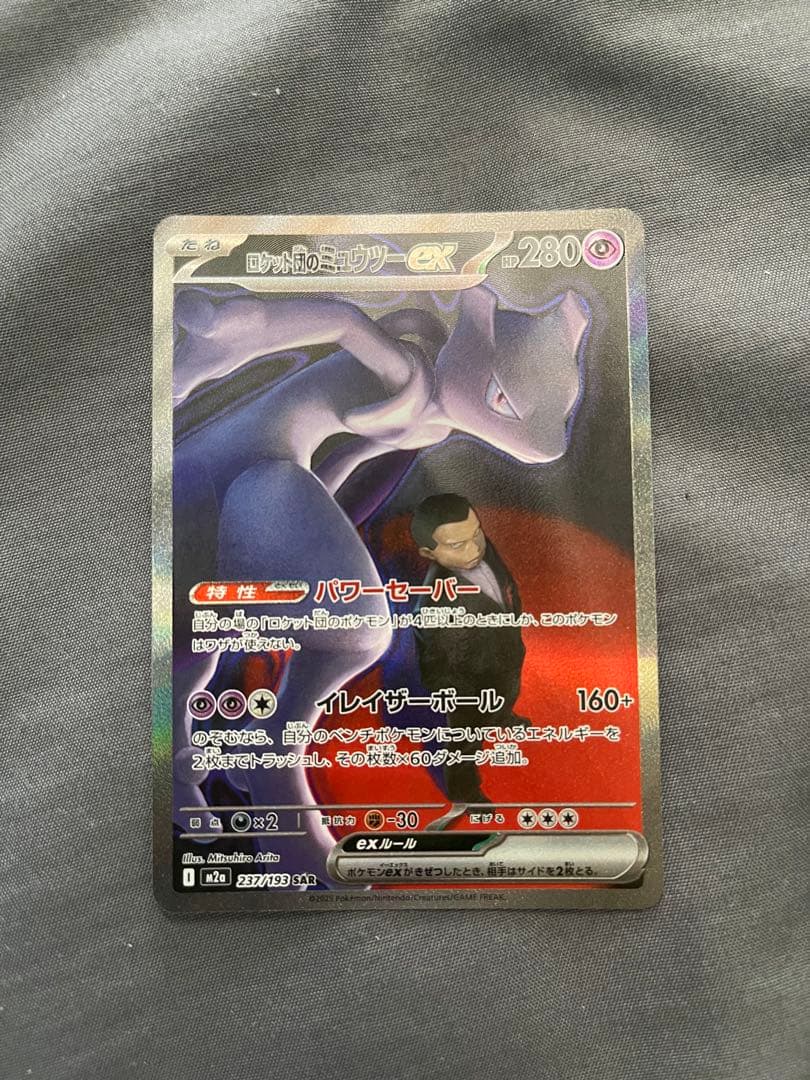 たね ロケット団のミュウツーex HP280
特性 パワーセーバー
自分の場の「ロケット団のポケモン」が4匹以上のときにしか、このポケモン
はワザが使えない。
イレイザーボール 160+
のぞむなら、自分のベンチポケモンについているエネルギーを
2枚までトラッシュし、その枚数×60ダメージ追加。
弱点 ×2 抵抗力 -30 にげる
exルール
ポケモンexがきぜつしたとき、相手はサイドを2枚とる。
Illus. Mitsuhiro Arita
I m2a 237/193 SAR
©2025 Pokémon/Nintendo/Creatures/GAME FREAK.